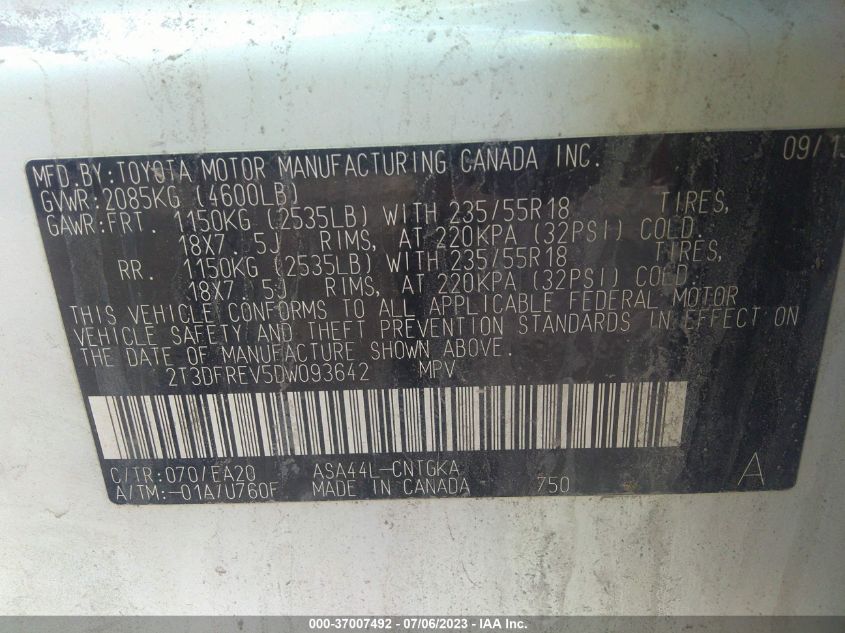 MFD.BY:TOYOTA MOTOR MANUFACTURING CANADA INC. 09/13
GVWR:2085KG (4600LB)
GAWR:FRT. 1150KG (2535LB) WITH 235/55R18 TIRES,
18X7. 5J RIMS, AT 220KPA (32PSI) COLD.
RR. 1150KG (2535LB) WITH 235/55R18 TIRES,
18X7. 5J RIMS, AT 220KPA (32PSI) COLD.
THIS VEHICLE CONFORMS TO ALL APPLICABLE FEDERAL MOTOR
VEHICLE SAFETY AND THEFT PREVENTION STANDARDS IN EFFECT ON
THE DATE OF MANUFACTURE SHOWN ABOVE.
2T3DFREV5DW093642 MPV
C/TR:070/EA20 ASA44L-CNTGKA A
A/TM:-01A/U760F MADE IN CANADA 750
000-37007492 - 07/06/2023 - IAA Inc.